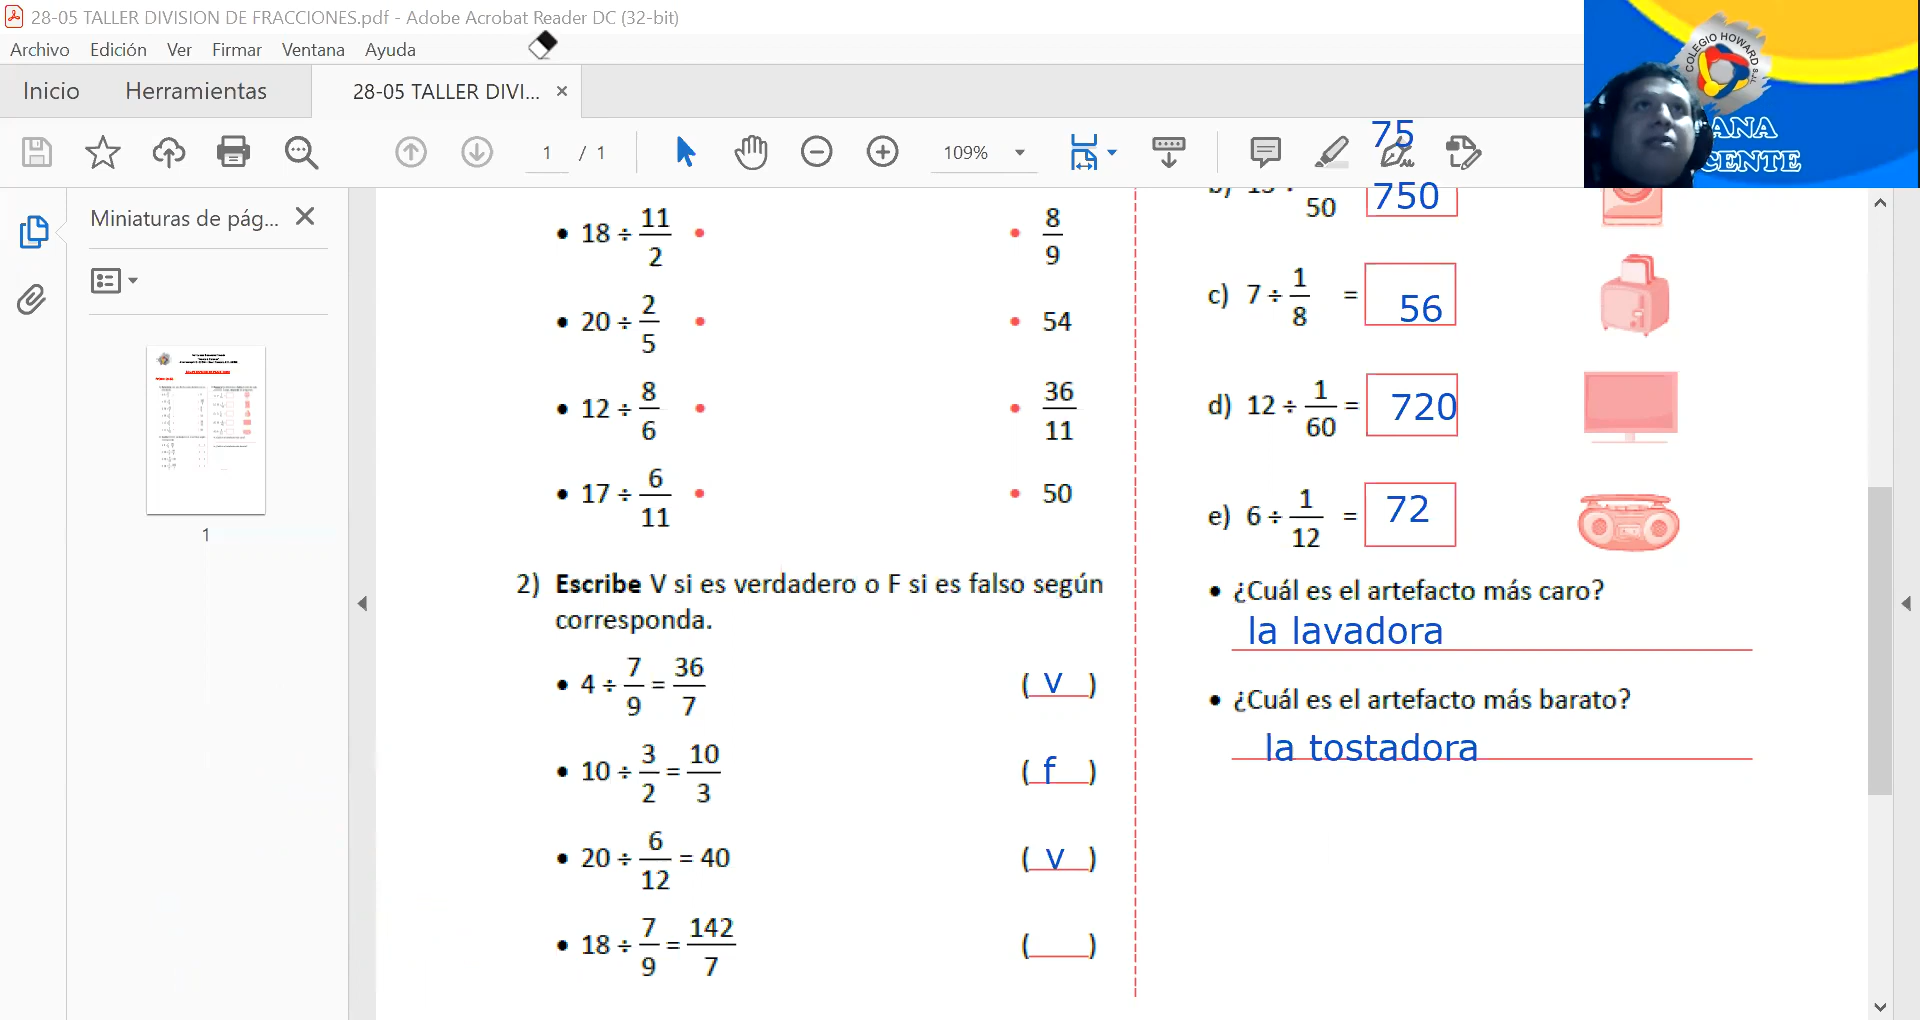 28-05 TALLER DIVISION DE FRACCIONES.pdf - Adobe Acrobat Reader DC (32-bit)
Archivo Edición Ver Firmar Ventana Ayuda
Inicio Herramientas 28-05 TALLER DIVI... ×
1 / 1 109%
75
COLEGIO HOWARD S.J.L
ANA
CENTE
Miniaturas de pág...
1
• 18 ÷ 11/2 • • 8/9
• 20 ÷ 2/5 • • 54
• 12 ÷ 8/6 • • 36/11
• 17 ÷ 6/11 • • 50
2) Escribe V si es verdadero o F si es falso según
corresponda.
• 4 ÷ 7/9 = 36/7 (v)
• 10 ÷ 3/2 = 10/3 (f)
• 20 ÷ 6/12 = 40 (v)
• 18 ÷ 7/9 = 142/7 (____)
50 750
c) 7 ÷ 1/8 = 56
d) 12 ÷ 1/60 = 720
e) 6 ÷ 1/12 = 72
• ¿Cuál es el artefacto más caro?
la lavadora
• ¿Cuál es el artefacto más barato?
la tostadora